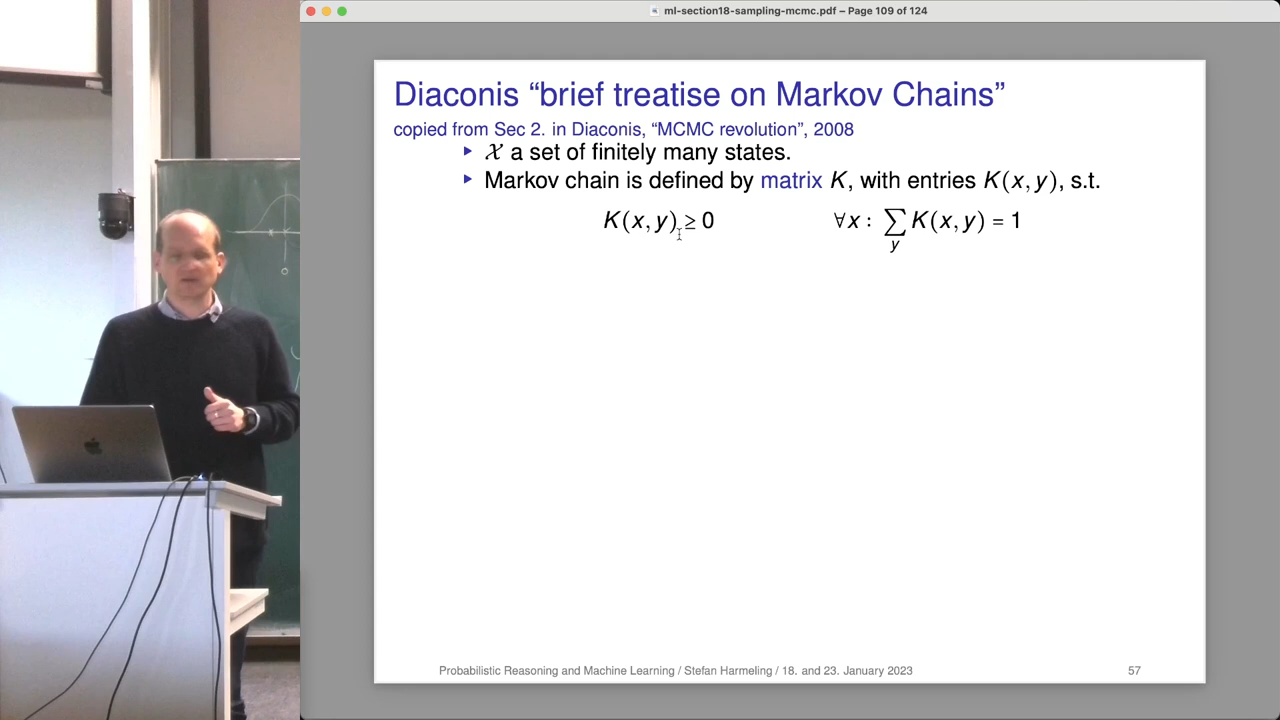 ml-section18-sampling-mcmc.pdf – Page 109 of 124
Diaconis “brief treatise on Markov Chains”
copied from Sec 2. in Diaconis, “MCMC revolution”, 2008
▸ 𝒳 a set of finitely many states.
▸ Markov chain is defined by matrix K, with entries K(x, y), s.t.
K(x, y) ≥ 0 ∀x : ∑_y K(x, y) = 1
Probabilistic Reasoning and Machine Learning / Stefan Harmeling / 18. and 23. January 2023 57